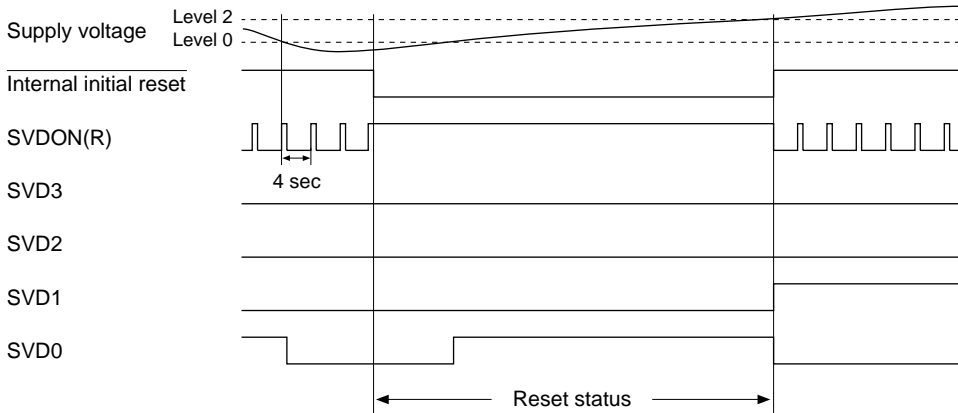 Level 2
Supply voltage
Level 0
Internal initial reset
SVDON(R)
4 sec
SVD3
SVD2
SVD1
SVD0
Reset status